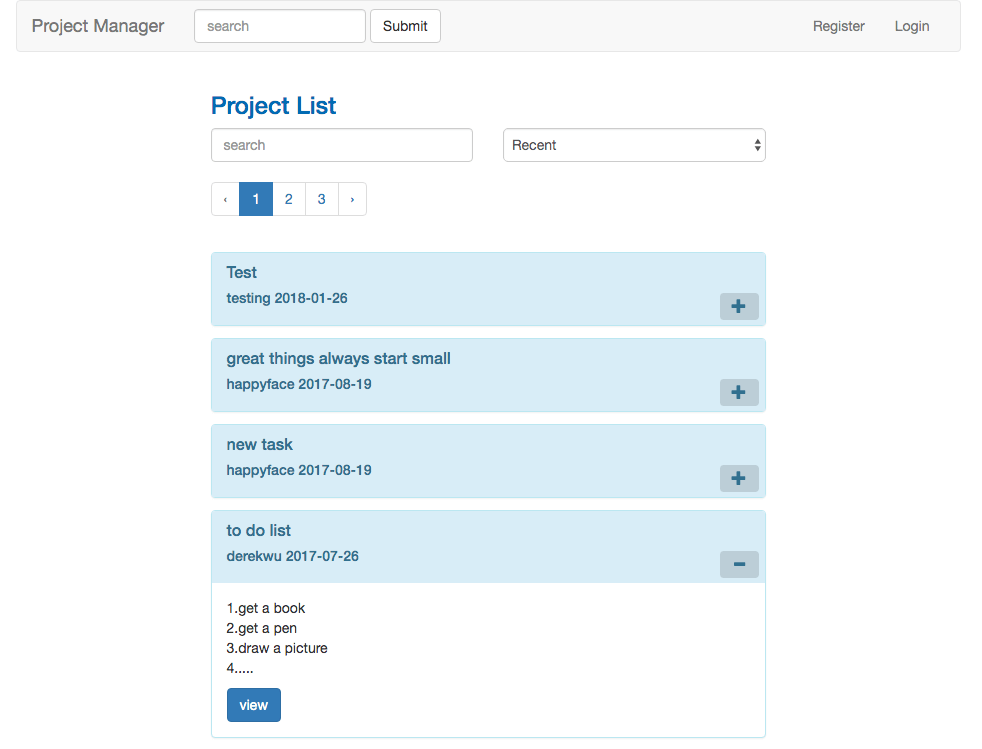 Project Manager search Submit Register Login
Project List
search Recent
‹ 1 2 3 ›
Test
testing 2018-01-26
great things always start small
happyface 2017-08-19
new task
happyface 2017-08-19
to do list
derekwu 2017-07-26
1.get a book
2.get a pen
3.draw a picture
4.....
view